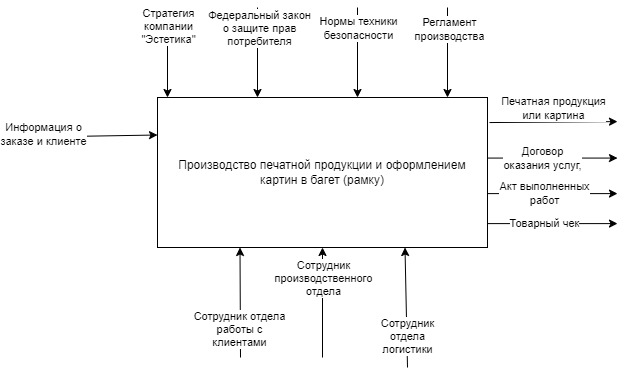 Стратегия
компании
"Эстетика"
Федеральный закон
о защите прав
потребителя
Нормы техники
безопасности
Регламент
производства
Информация о
заказе и клиенте
Производство печатной продукции и оформлением
картин в багет (рамку)
Печатная продукция
или картина
Договор
оказания услуг,
Акт выполненных
работ
Товарный чек
Сотрудник отдела
работы с
клиентами
Сотрудник
производственного
отдела
Сотрудник
отдела
логистики